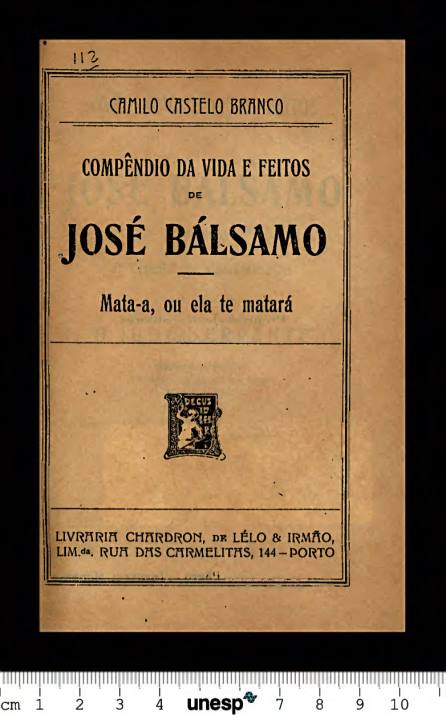 112
CAMILO CASTELO BRANCO
COMPÊNDIO DA VIDA E FEITOS
DE
JOSÉ BÁLSAMO
Mata-a, ou ela te matará
DECUS
LIVRARIA CHARDRON, DE LÉLO & IRMÃO,
LIM.da. RUA DAS CARMELITAS, 144—PORTO
cm 1 2 3 4 unesp 7 8 9 10